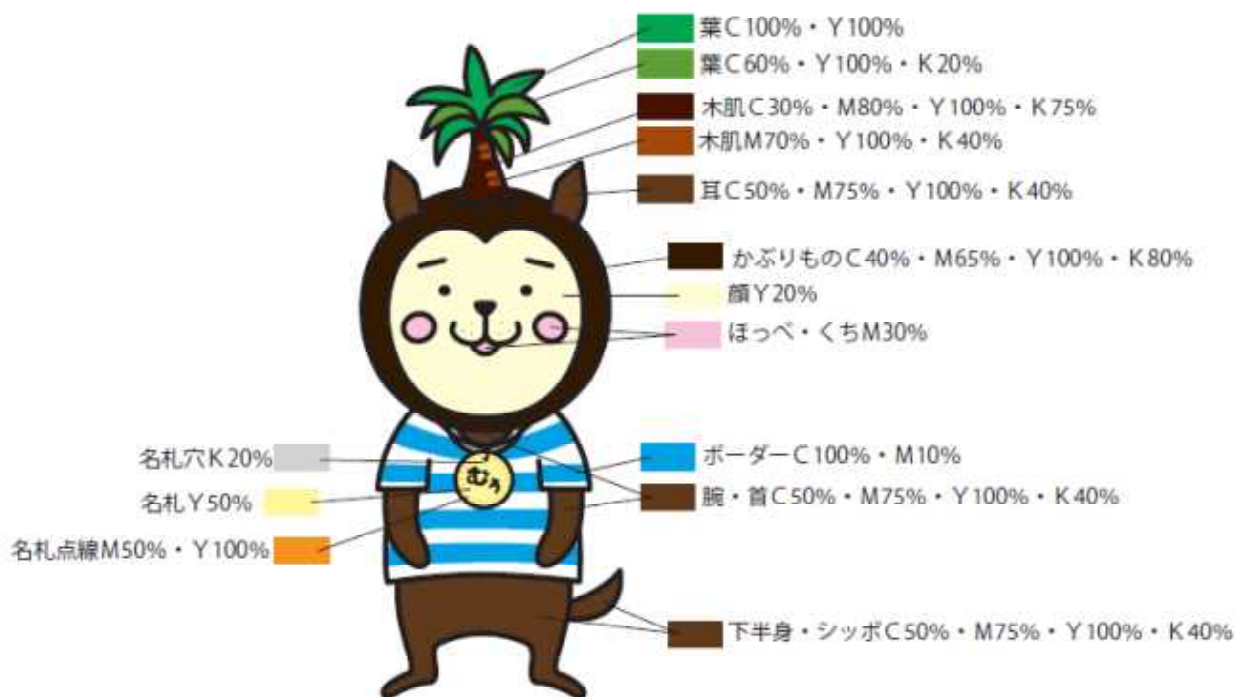 葉C100%・Y100%
葉C60%・Y100%・K20%
木肌C30%・M80%・Y100%・K75%
木肌M70%・Y100%・K40%
耳C50%・M75%・Y100%・K40%
かぶりものC40%・M65%・Y100%・K80%
顔Y20%
ほっぺ・くちM30%
名札穴K20%
名札Y50%
名札点線M50%・Y100%
むぅ
ボーダーC100%・M10%
腕・首C50%・M75%・Y100%・K40%
下半身・シッポC50%・M75%・Y100%・K40%